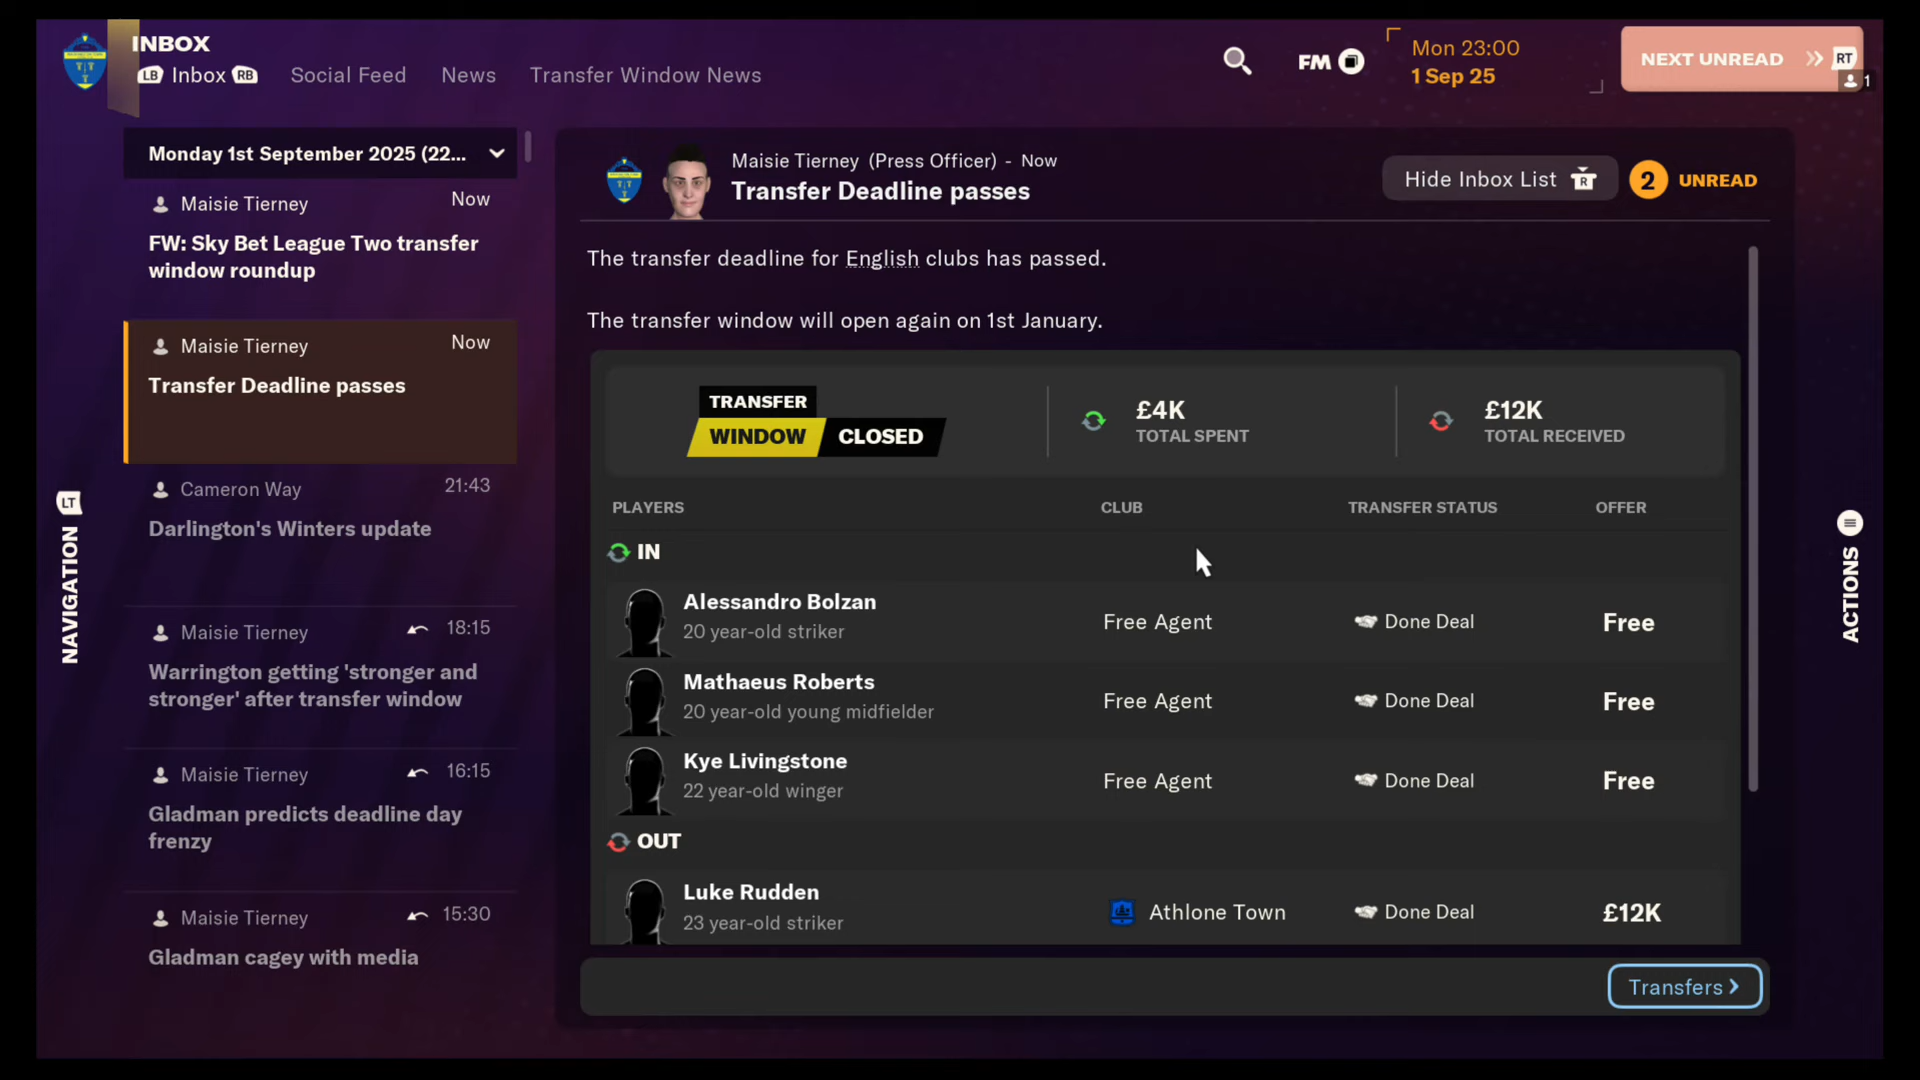 INBOX
LB Inbox RB
Social Feed
News
Transfer Window News
FM
Mon 23:00
1 Sep 25
NEXT UNREAD
RT
1
Monday 1st September 2025 (22...
Maisie Tierney
Now
FW: Sky Bet League Two transfer
window roundup
Maisie Tierney
Now
Transfer Deadline passes
Cameron Way
21:43
Darlington's Winters update
Maisie Tierney
18:15
Warrington getting 'stronger and
stronger' after transfer window
Maisie Tierney
16:15
Gladman predicts deadline day
frenzy
Maisie Tierney
15:30
Gladman cagey with media
LT
NAVIGATION
Maisie Tierney (Press Officer) - Now
Transfer Deadline passes
Hide Inbox List R
2 UNREAD
The transfer deadline for English clubs has passed.
The transfer window will open again on 1st January.
TRANSFER
WINDOW CLOSED
£4K
TOTAL SPENT
£12K
TOTAL RECEIVED
PLAYERS
CLUB
TRANSFER STATUS
OFFER
IN
Alessandro Bolzan
20 year-old striker
Free Agent
Done Deal
Free
Mathaeus Roberts
20 year-old young midfielder
Free Agent
Done Deal
Free
Kye Livingstone
22 year-old winger
Free Agent
Done Deal
Free
OUT
Luke Rudden
23 year-old striker
Athlone Town
Done Deal
£12K
Transfers
ACTIONS